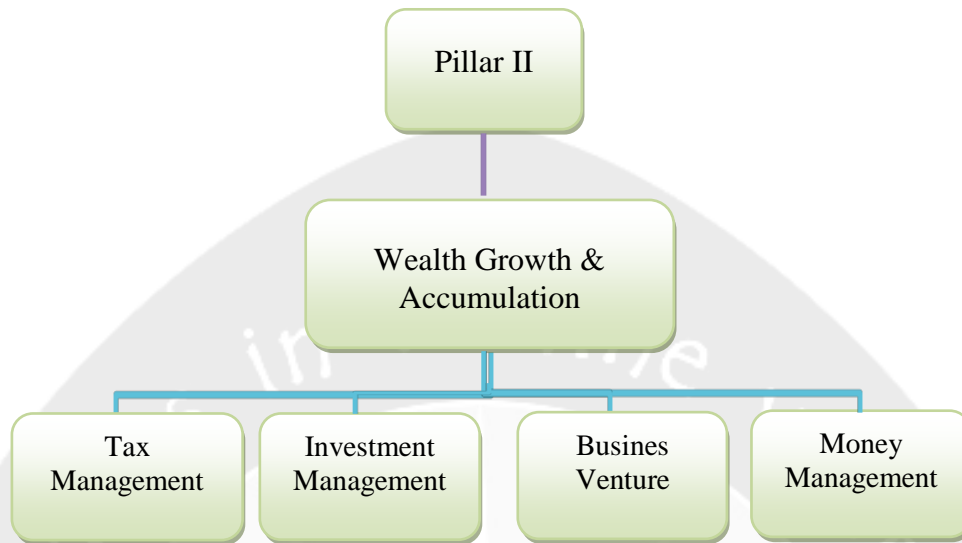 Pillar II
Wealth Growth &
Accumulation
Tax
Management
Investment
Management
Busines
Venture
Money
Management